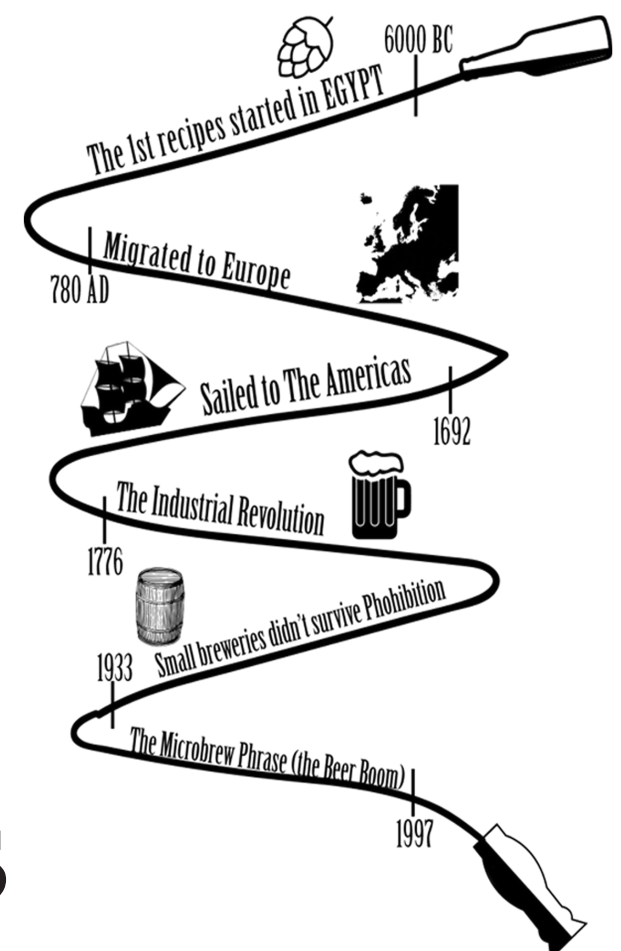 6000 BC
The 1st recipes started in EGYPT
Migrated to Europe
780 AD
Sailed to The Americas
1692
The Industrial Revolution
1776
Small breweries didn't survive Phohibition
1933
The Microbrew Phrase (the Beer Boom)
1997